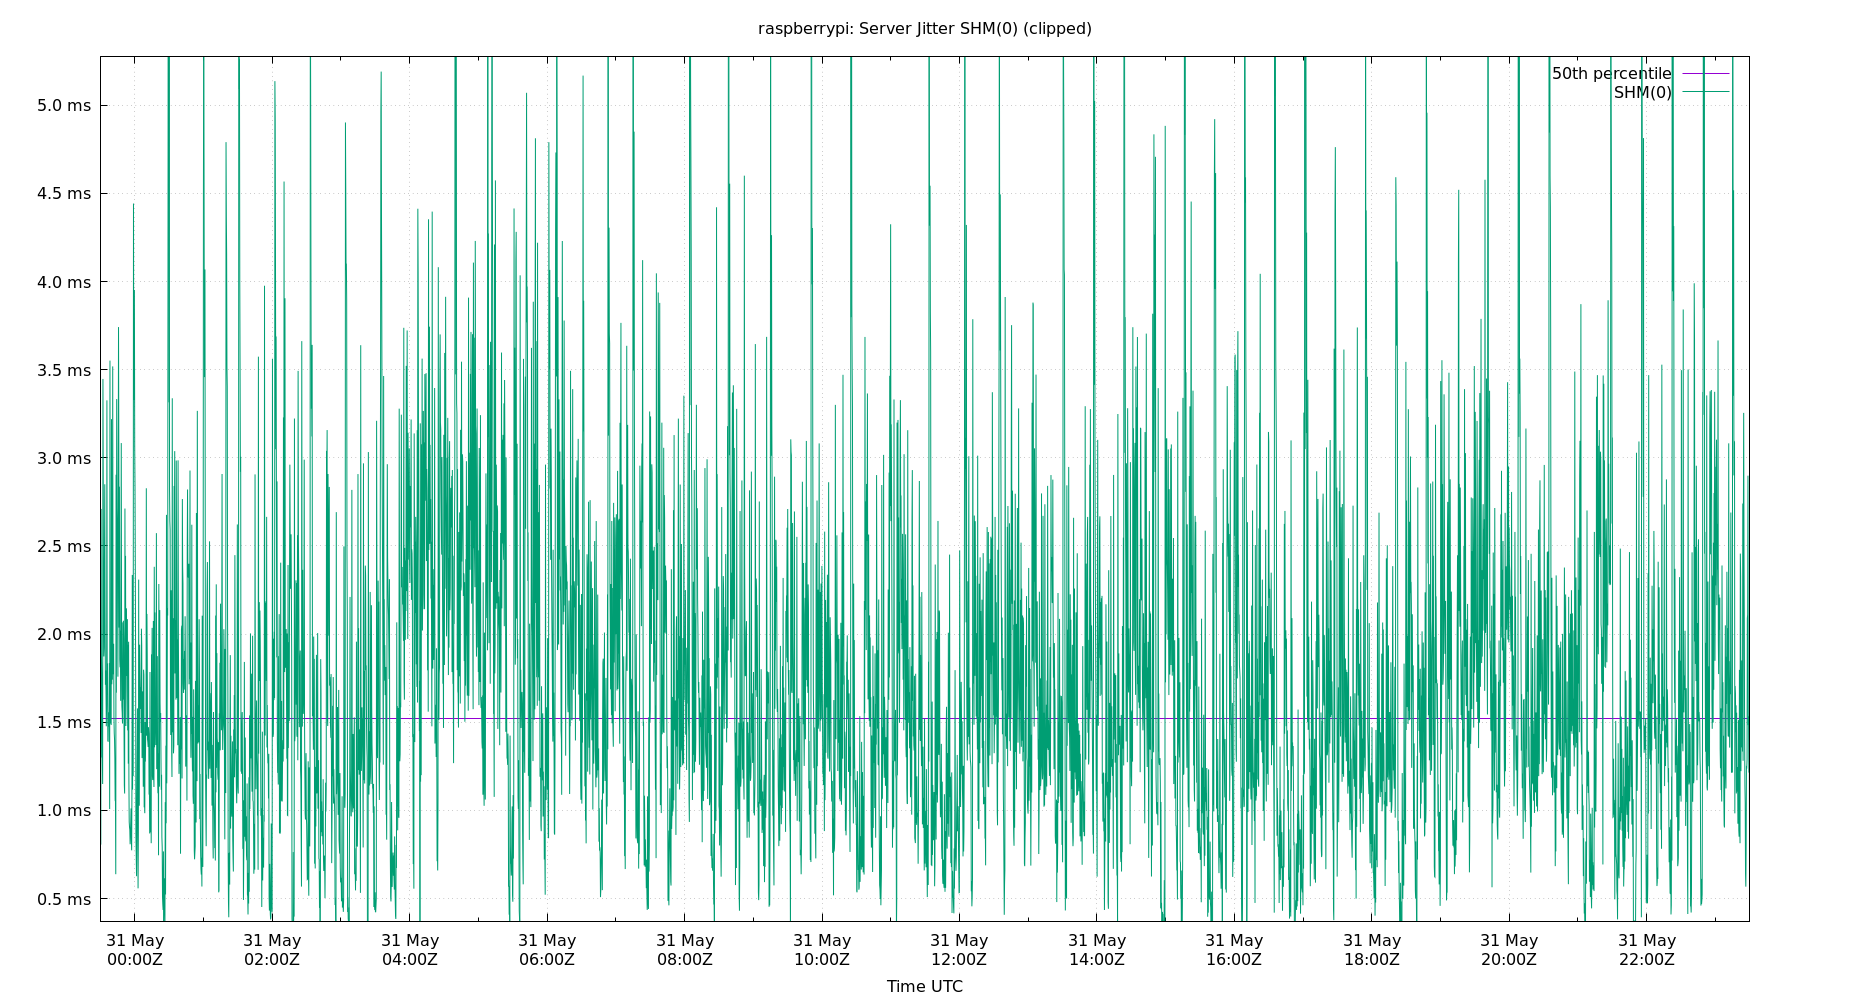 raspberrypi: Server Jitter SHM(0) (clipped)
50th percentile
SHM(0)
5.0 ms
4.5 ms
4.0 ms
3.5 ms
3.0 ms
2.5 ms
2.0 ms
1.5 ms
1.0 ms
0.5 ms
31 May 31 May 31 May 31 May 31 May 31 May 31 May 31 May 31 May 31 May 31 May 31 May
00:00Z 02:00Z 04:00Z 06:00Z 08:00Z 10:00Z 12:00Z 14:00Z 16:00Z 18:00Z 20:00Z 22:00Z
Time UTC